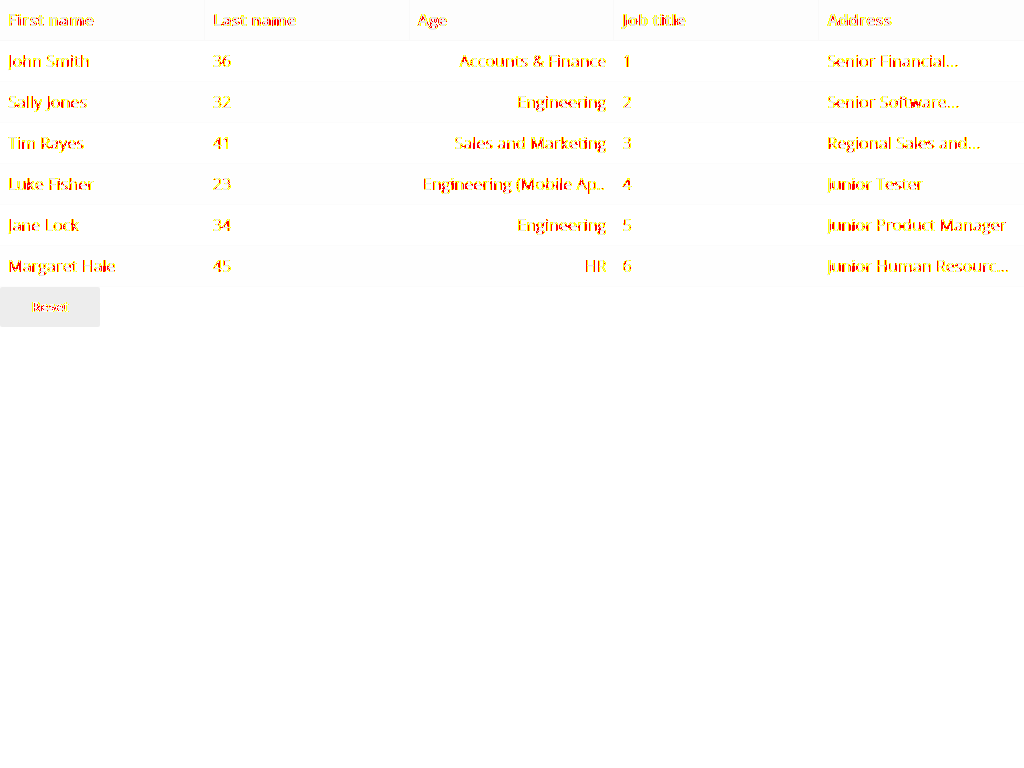 First name Last name Age Job title Address
John Smith 36 Accounts & Finance 1 Senior Financial...
Sally Jones 32 Engineering 2 Senior Software...
Tim Rayes 41 Sales and Marketing 3 Regional Sales and...
Luke Fisher 23 Engineering (Mobile Ap... 4 Junior Tester
Jane Lock 34 Engineering 5 Junior Product Manager
Margaret Hale 45 HR 6 Junior Human Resourc...
Reset